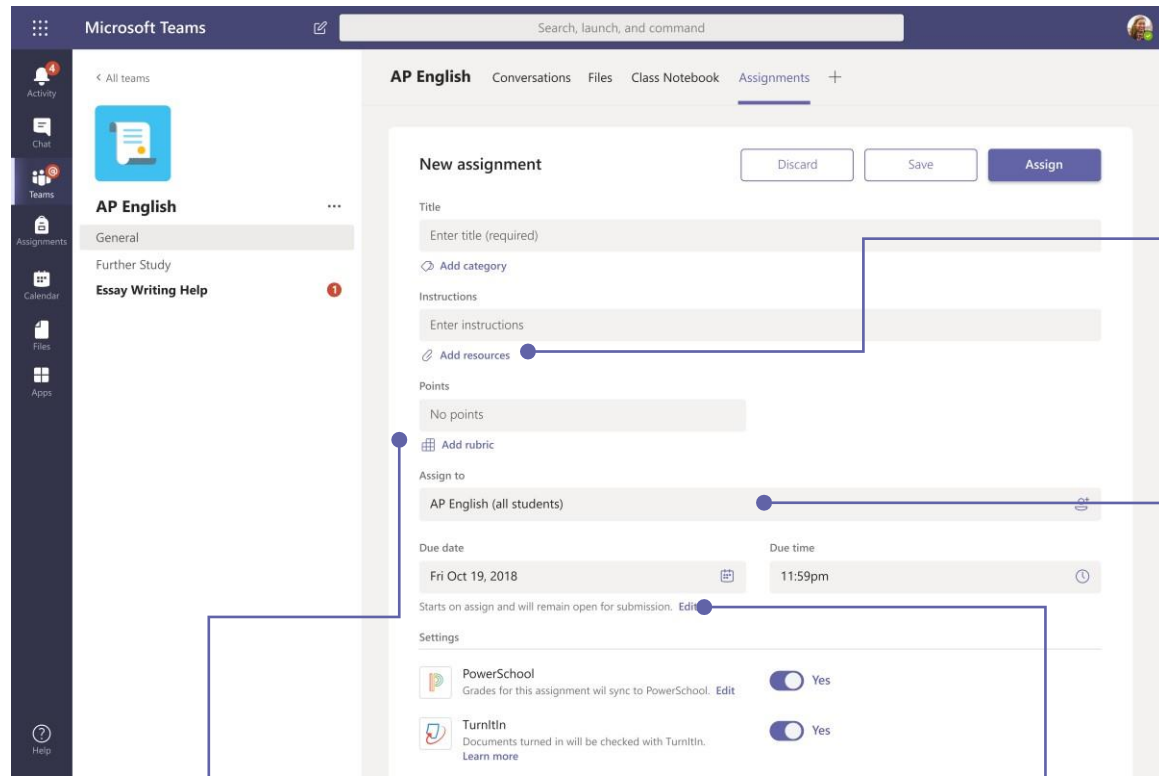 Microsoft Teams
Search, launch, and command
4
Activity
Chat
@
Teams
Assignments
Calendar
Files
Apps
Help
< All teams
AP English
...
General
Further Study
Essay Writing Help
1
AP English Conversations Files Class Notebook Assignments +
New assignment
Discard
Save
Assign
Title
Enter title (required)
Add category
Instructions
Enter instructions
Add resources
Points
No points
Add rubric
Assign to
AP English (all students)
Due date
Fri Oct 19, 2018
Due time
11:59pm
Starts on assign and will remain open for submission. Edit
Settings
PowerSchool
Grades for this assignment wil sync to PowerSchool. Edit
Yes
TurnItIn
Documents turned in will be checked with TurnItIn.
Learn more
Yes